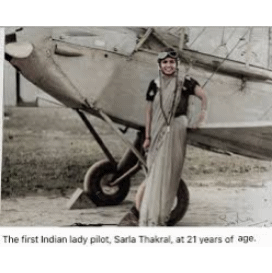 The first Indian lady pilot, Sarla Thakral, at 21 years of age.